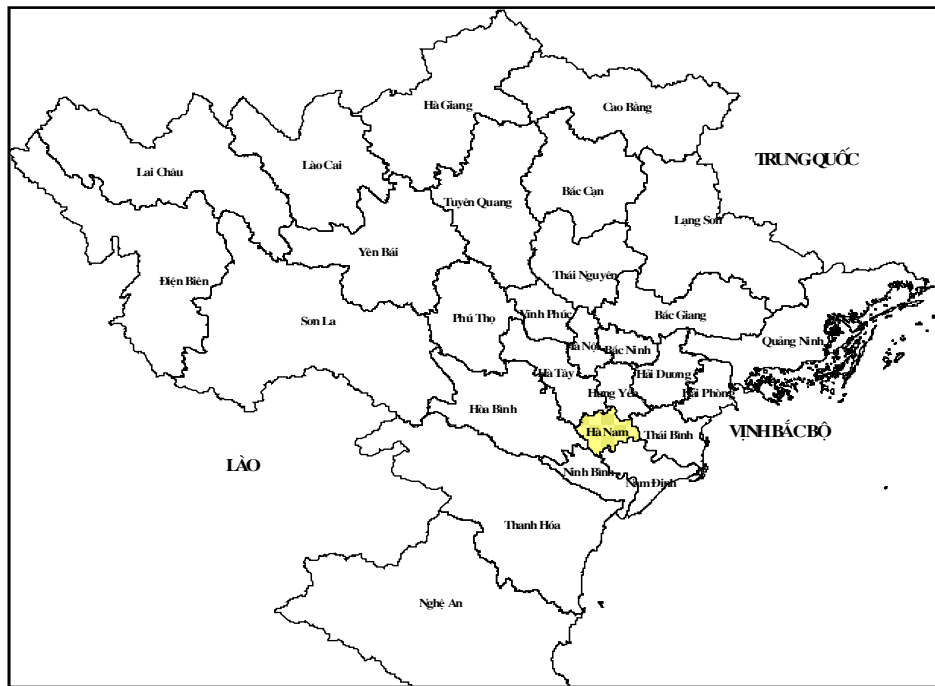 Hà Giang
Cao Bằng
Lào Cai
TRUNG QUỐC
Lai Châu
Bắc Cạn
Tuyên Quang
Lạng Sơn
Yên Bái
Thái Nguyên
Điện Biên
Sơn La
Phú Thọ
Vĩnh Phúc
Bắc Giang
Quảng Ninh
Hà Nội
Bắc Ninh
Hà Tây
Hải Dương
Hưng Yên
Hải Phòng
Hòa Bình
Hà Nam
Thái Bình
VỊNH BẮC BỘ
LÀO
Ninh Bình
Nam Định
Thanh Hóa
Nghệ An